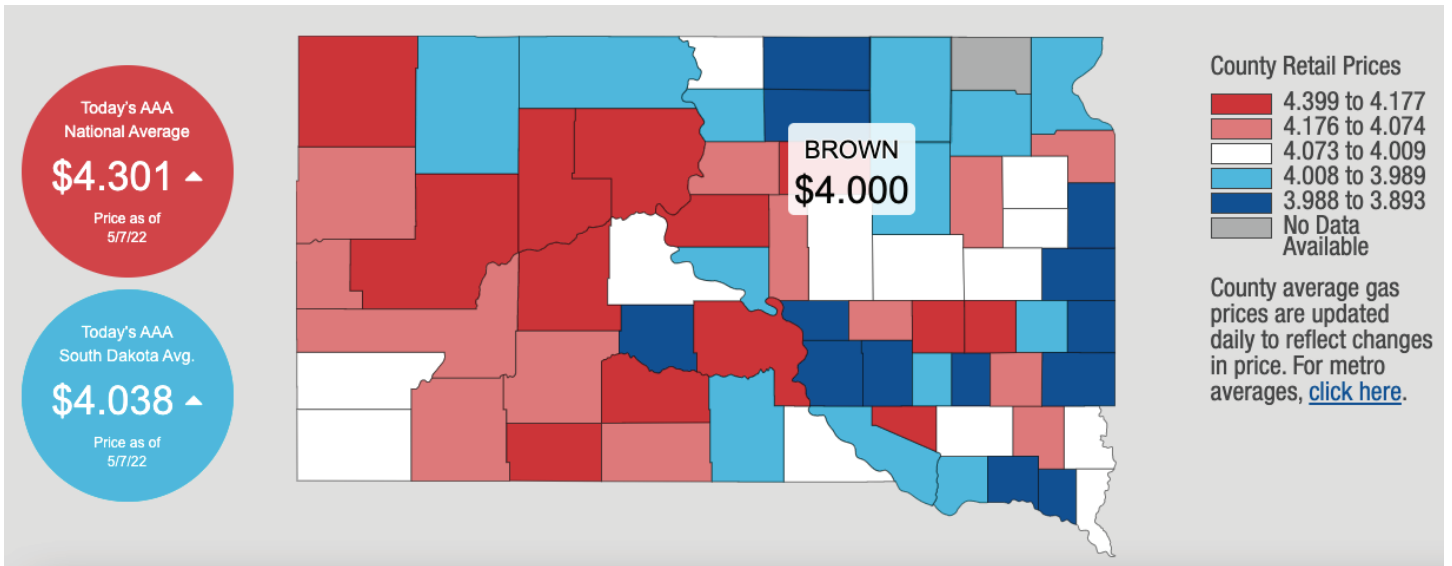 Today's AAA
National Average
$4.301
Price as of
5/7/22
Today's AAA
South Dakota Avg.
$4.038
Price as of
5/7/22
BROWN
$4.000
County Retail Prices
4.399 to 4.177
4.176 to 4.074
4.073 to 4.009
4.008 to 3.989
3.988 to 3.893
No Data
Available
County average gas
prices are updated
daily to reflect changes
in price. For metro
averages, click here.